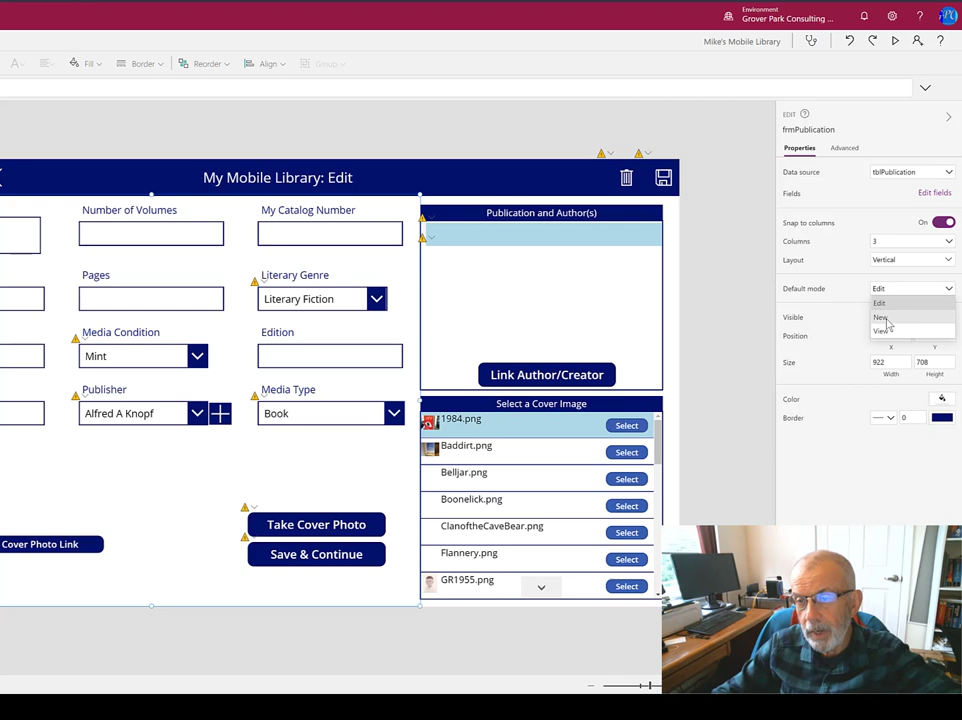 Environment
Grover Park Consulting ...
?
Mike's Mobile Library
?
A
Fill
Border
Reorder
Align
Group
EDIT
frmPublication
Properties
Advanced
Data source
tblPublication
Fields
Edit fields
Snap to columns
On
Columns
3
Layout
Vertical
Default mode
Edit
Edit
New
View
Visible
Position
X
Y
Size
922
708
Width
Height
Color
Border
0
My Mobile Library: Edit
Number of Volumes
My Catalog Number
Pages
Literary Genre
Literary Fiction
Media Condition
Mint
Edition
Publisher
Alfred A Knopf
Media Type
Book
Cover Photo Link
Take Cover Photo
Save & Continue
Publication and Author(s)
Link Author/Creator
Select a Cover Image
1984.png
Select
Baddirt.png
Select
Belljar.png
Select
Boonelick.png
Select
ClanoftheCaveBear.png
Select
Flannery.png
Select
GR1955.png
Select